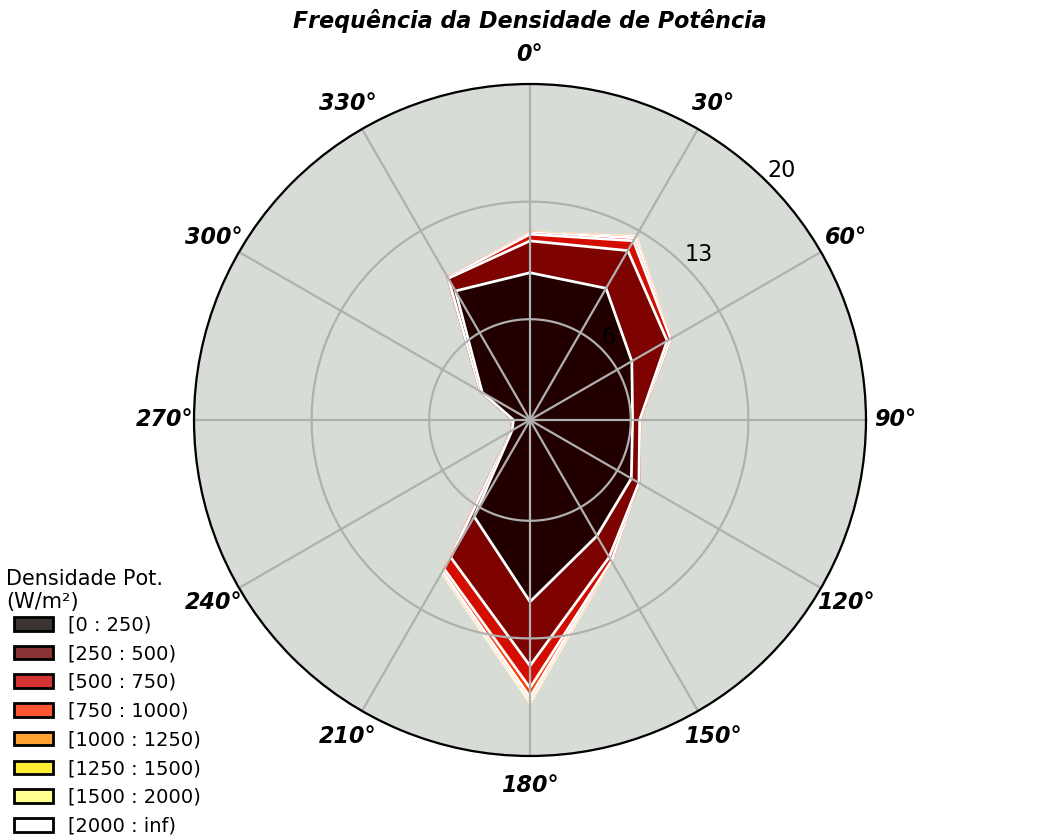 Frequência da Densidade de Potência
0°
330°
30°
20
300°
60°
13
6
270°
90°
Densidade Pot.
(W/m²)
240°
120°
[0 : 250)
[250 : 500)
[500 : 750)
[750 : 1000)
[1000 : 1250)
[1250 : 1500)
[1500 : 2000)
[2000 : inf)
210°
150°
180°